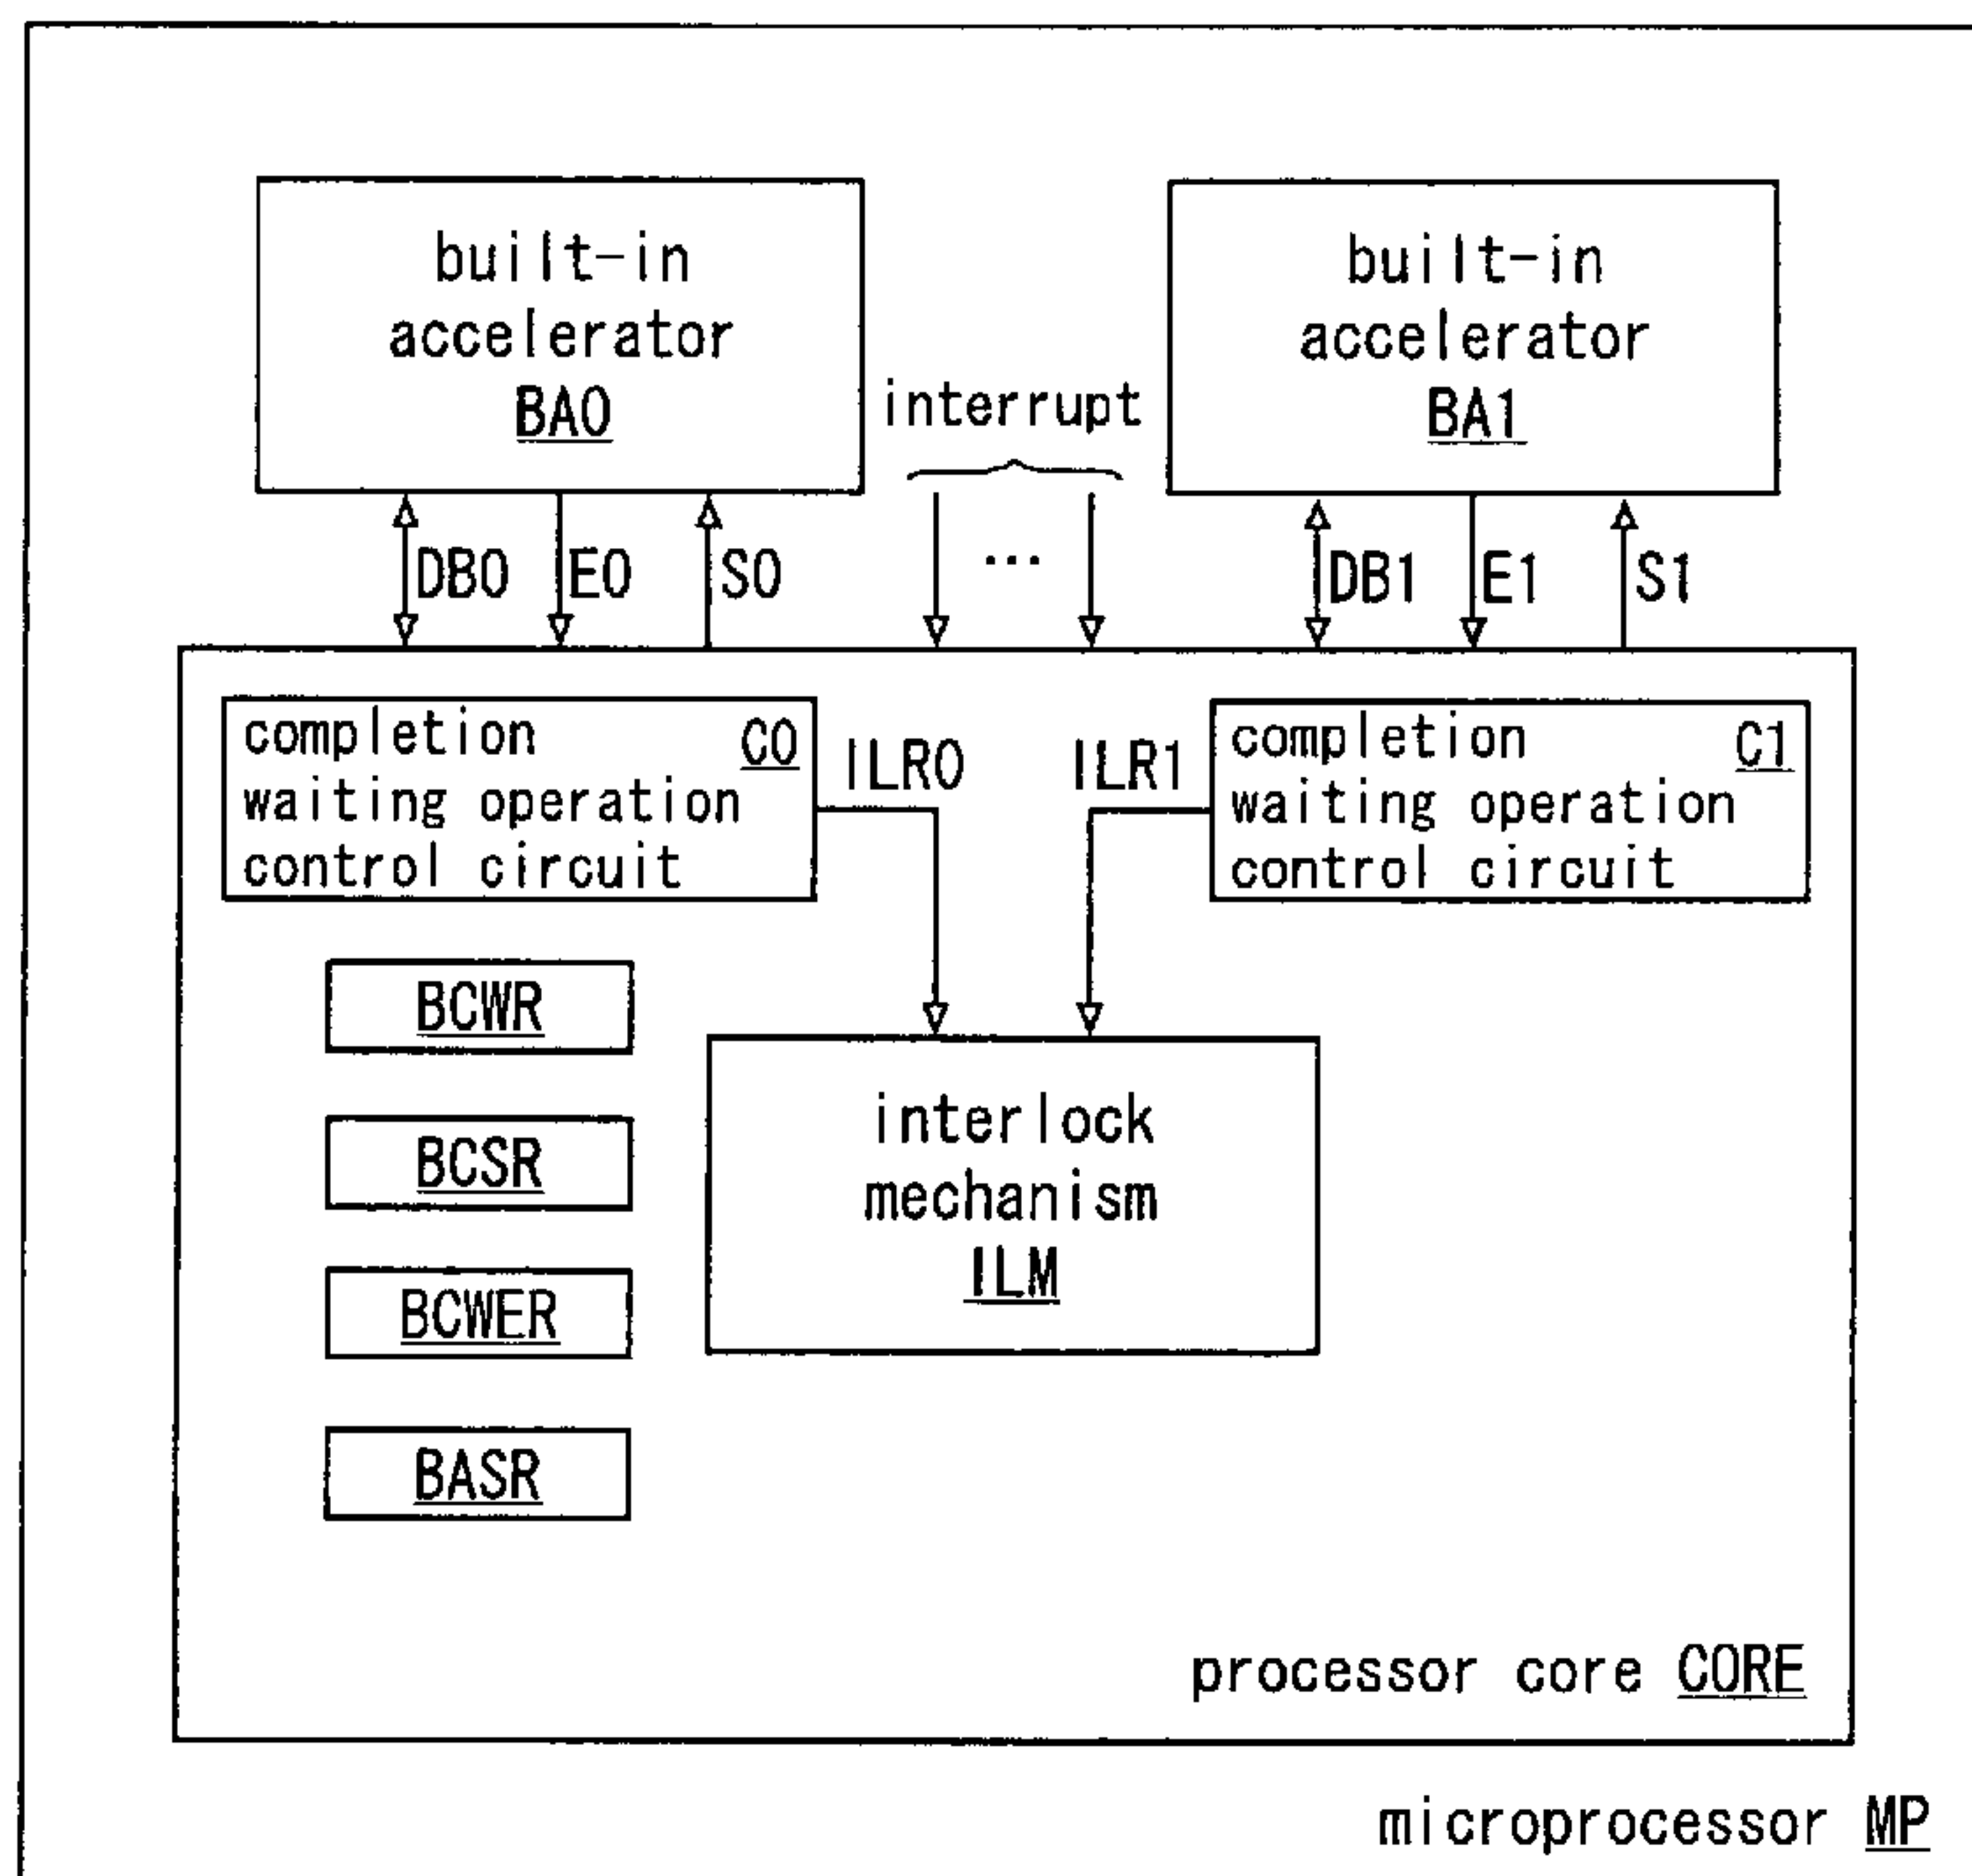 built-in
accelerator
BA0
built-in
accelerator
BA1
interrupt
DB0 E0 S0 ... DB1 E1 S1
completion C0
waiting operation
control circuit
ILR0 ILR1
completion C1
waiting operation
control circuit
BCWR
BCSR
BCWER
BASR
interlock
mechanism
ILM
processor core CORE
microprocessor MP